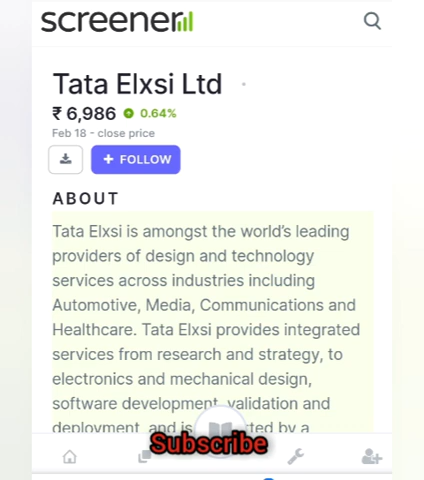 screener
Tata Elxsi Ltd
₹ 6,986 0.64%
Feb 18 - close price
+ FOLLOW
ABOUT
Tata Elxsi is amongst the world's leading
providers of design and technology
services across industries including
Automotive, Media, Communications and
Healthcare. Tata Elxsi provides integrated
services from research and strategy, to
electronics and mechanical design,
software development, validation and
deployment, and is by a
Subscribe